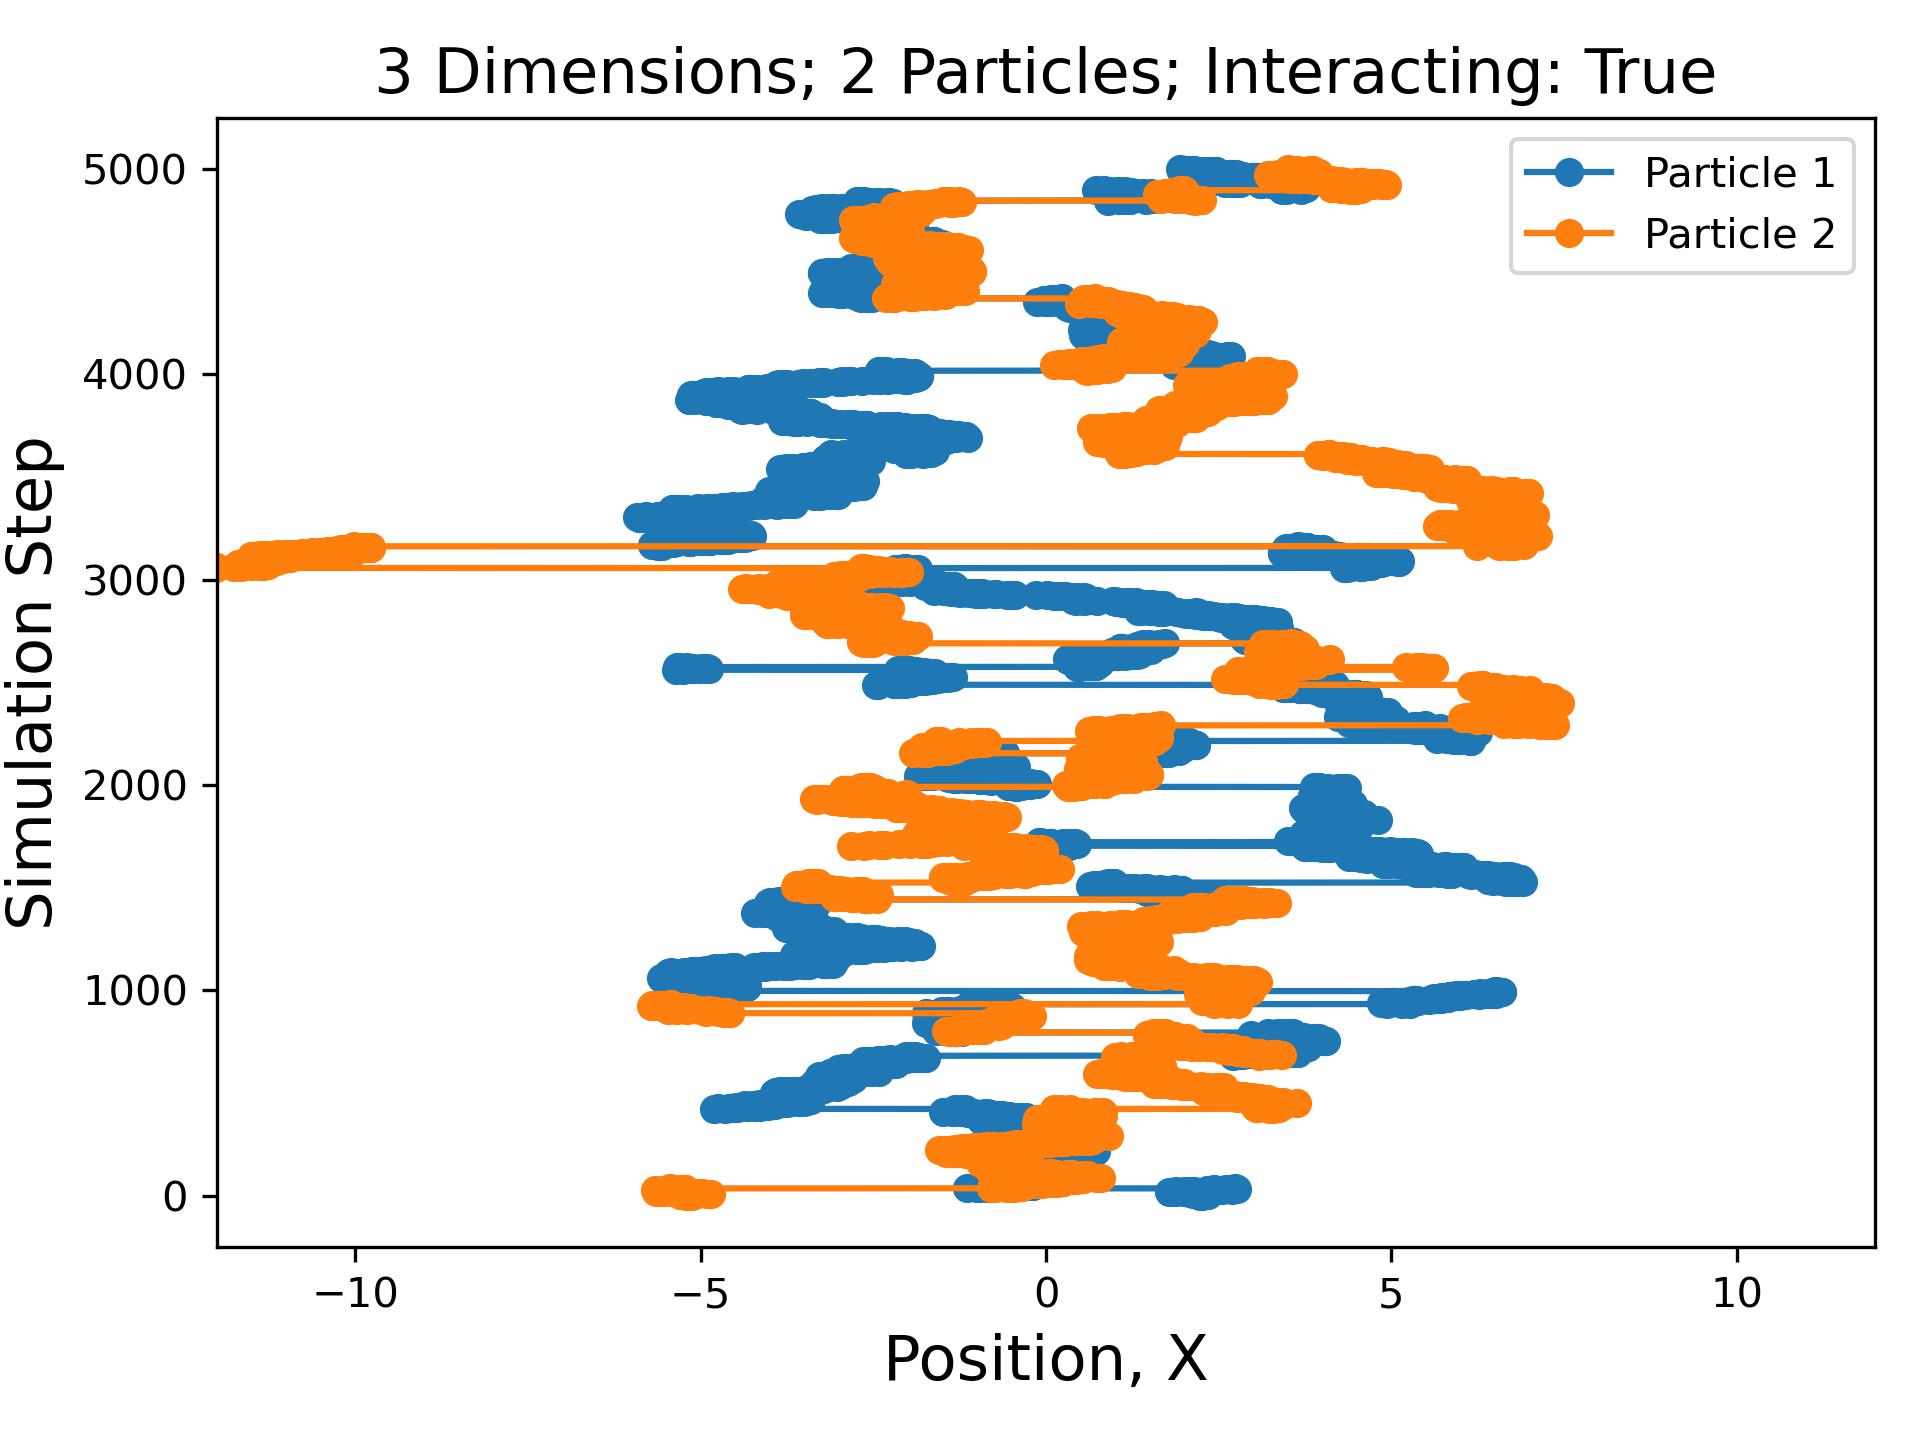 3 Dimensions; 2 Particles; Interacting: True
Particle 1
Particle 2
Simulation Step
5000
4000
3000
2000
1000
0
−10
−5
0
5
10
Position, X